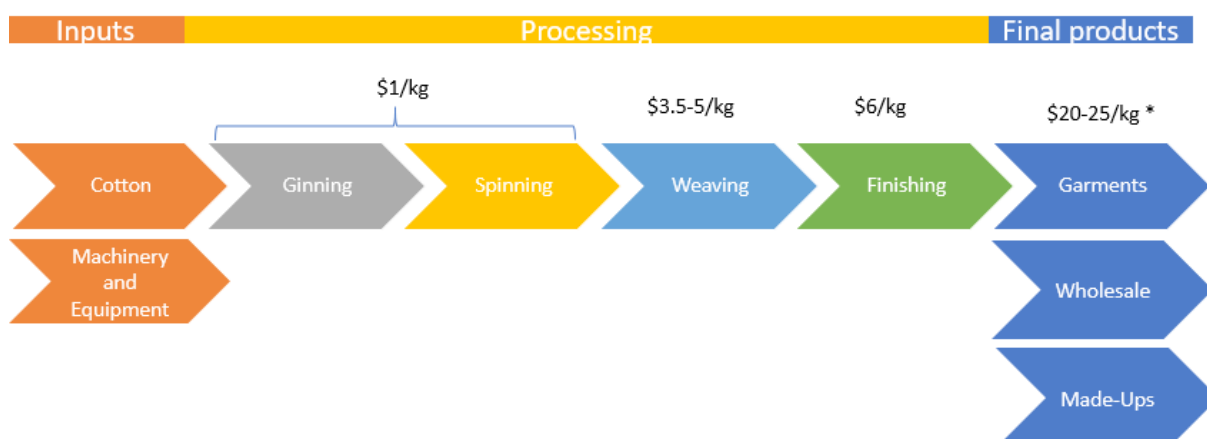 Inputs
Processing
Final products
$1/kg
$3.5-5/kg
$6/kg
$20-25/kg *
Cotton
Ginning
Spinning
Weaving
Finishing
Garments
Machinery
and
Equipment
Wholesale
Made-Ups